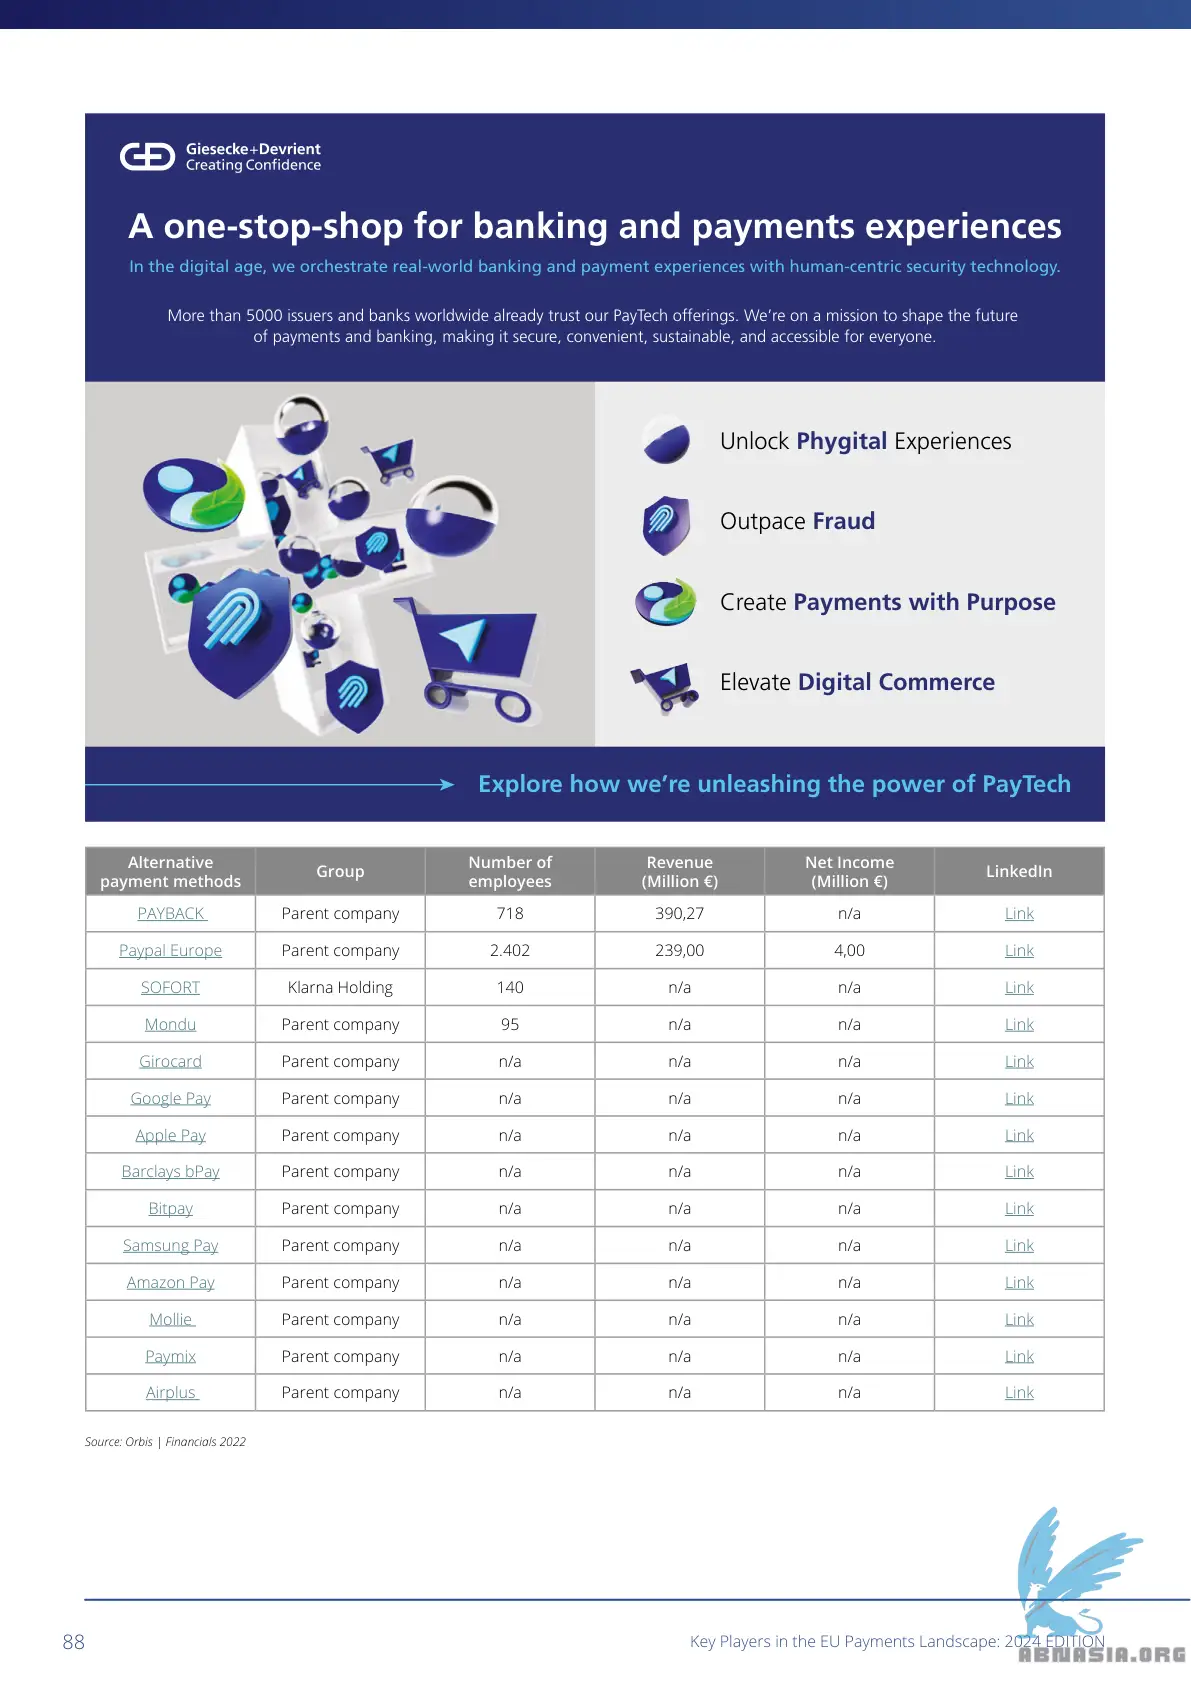 Giesecke+Devrient
Creating Confidence
A one-stop-shop for banking and payments experiences
In the digital age, we orchestrate real-world banking and payment experiences with human-centric security technology.
More than 5000 issuers and banks worldwide already trust our PayTech offerings. We’re on a mission to shape the future
of payments and banking, making it secure, convenient, sustainable, and accessible for everyone.
Unlock Phygital Experiences
Outpace Fraud
Create Payments with Purpose
Elevate Digital Commerce
Explore how we’re unleashing the power of PayTech
Alternative payment methods Group Number of employees Revenue (Million €) Net Income (Million €) LinkedIn
PAYBACK Parent company 718 390,27 n/a Link
Paypal Europe Parent company 2.402 239,00 4,00 Link
SOFORT Klarna Holding 140 n/a n/a Link
Mondu Parent company 95 n/a n/a Link
Girocard Parent company n/a n/a n/a Link
Google Pay Parent company n/a n/a n/a Link
Apple Pay Parent company n/a n/a n/a Link
Barclays bPay Parent company n/a n/a n/a Link
Bitpay Parent company n/a n/a n/a Link
Samsung Pay Parent company n/a n/a n/a Link
Amazon Pay Parent company n/a n/a n/a Link
Mollie Parent company n/a n/a n/a Link
Paymix Parent company n/a n/a n/a Link
Airplus Parent company n/a n/a n/a Link
Source: Orbis | Financials 2022
88
Key Players in the EU Payments Landscape: 2024 EDITION
ABNASIA.ORG